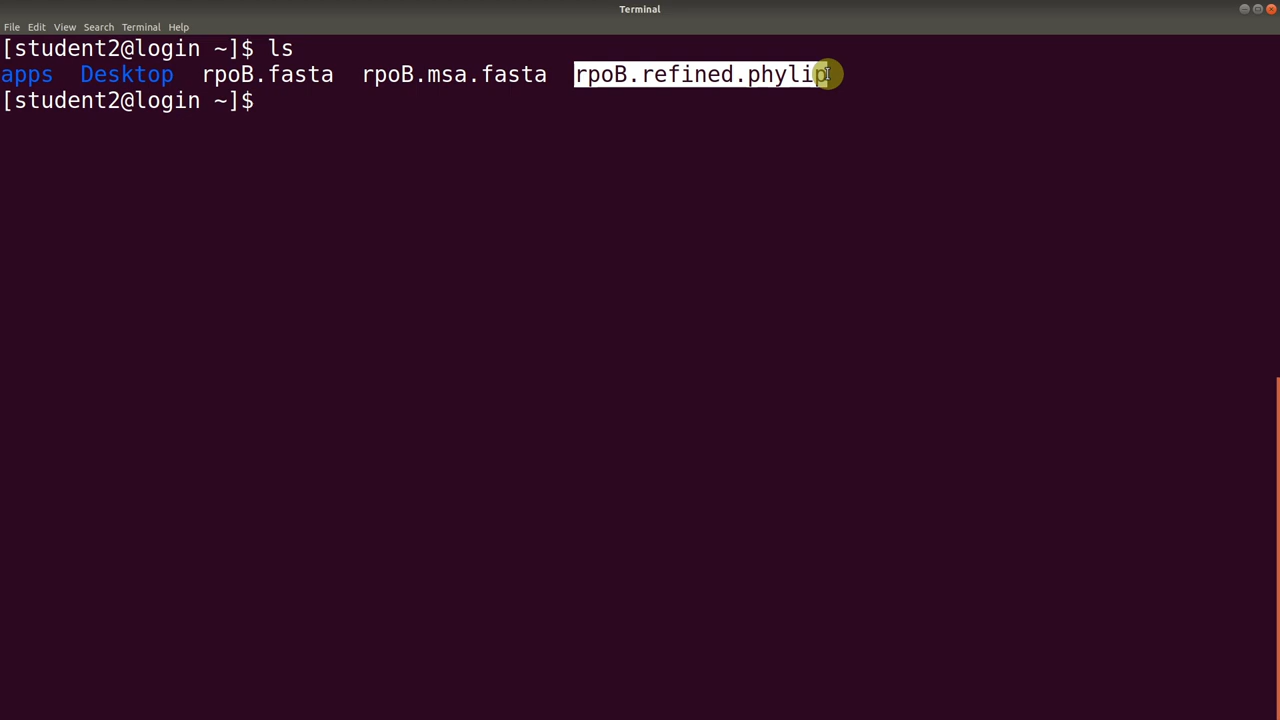 Terminal
File Edit View Search Terminal Help
[student2@login ~]$ ls
apps Desktop rpoB.fasta rpoB.msa.fasta rpoB.refined.phylip
[student2@login ~]$